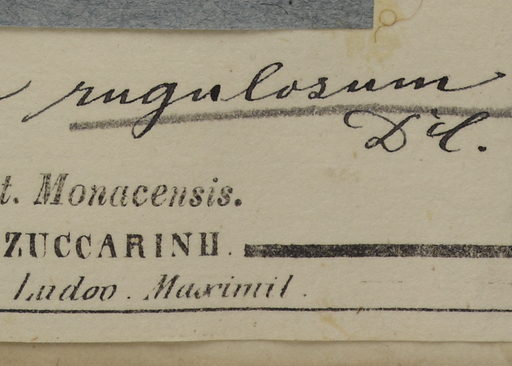 rugulosum
DC.
t. Monacensis.
ZUCCARINII.
Ludov. Maximil.